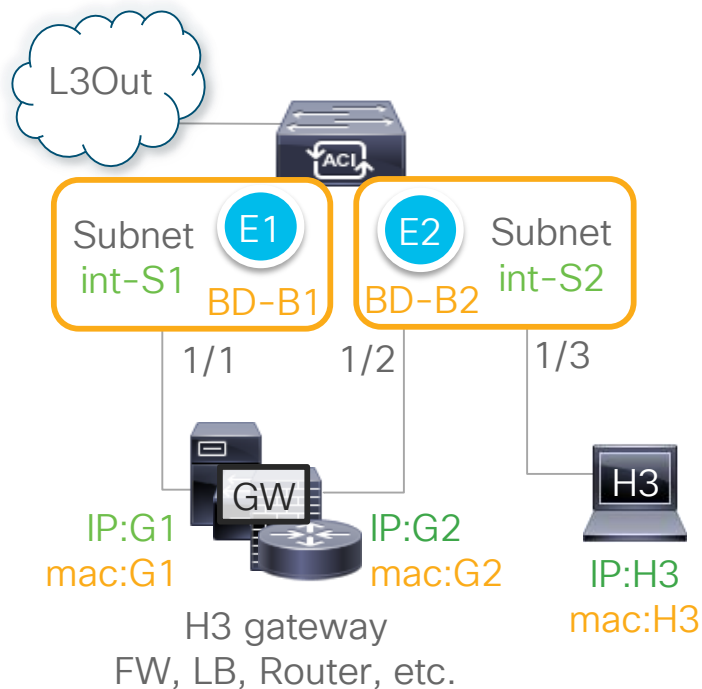 L3Out
ACI
Subnet
int-S1
E1
BD-B1
E2
BD-B2
Subnet
int-S2
1/1
1/2
1/3
GW
H3
IP:G1
mac:G1
IP:G2
mac:G2
IP:H3
mac:H3
H3 gateway
FW, LB, Router, etc.